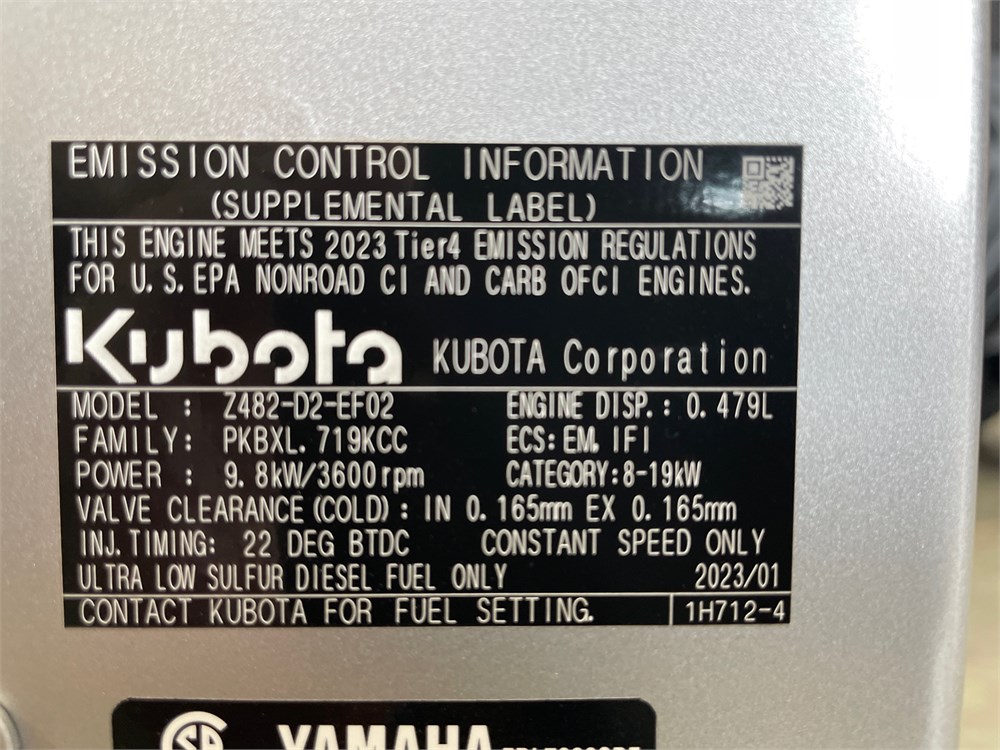 EMISSION CONTROL INFORMATION
(SUPPLEMENTAL LABEL)
THIS ENGINE MEETS 2023 Tier4 EMISSION REGULATIONS
FOR U.S. EPA NONROAD CI AND CARB OFCI ENGINES.
Kubota KUBOTA Corporation
MODEL : Z482-D2-EF02 ENGINE DISP.: 0.479L
FAMILY: PKBXL.719KCC ECS: EM, IFI
POWER : 9.8kW/3600rpm CATEGORY:8-19kW
VALVE CLEARANCE (COLD) : IN 0.165mm EX 0.165mm
INJ. TIMING: 22 DEG BTDC CONSTANT SPEED ONLY
ULTRA LOW SULFUR DIESEL FUEL ONLY 2023/01
CONTACT KUBOTA FOR FUEL SETTING. 1H712-4
YAMAHA